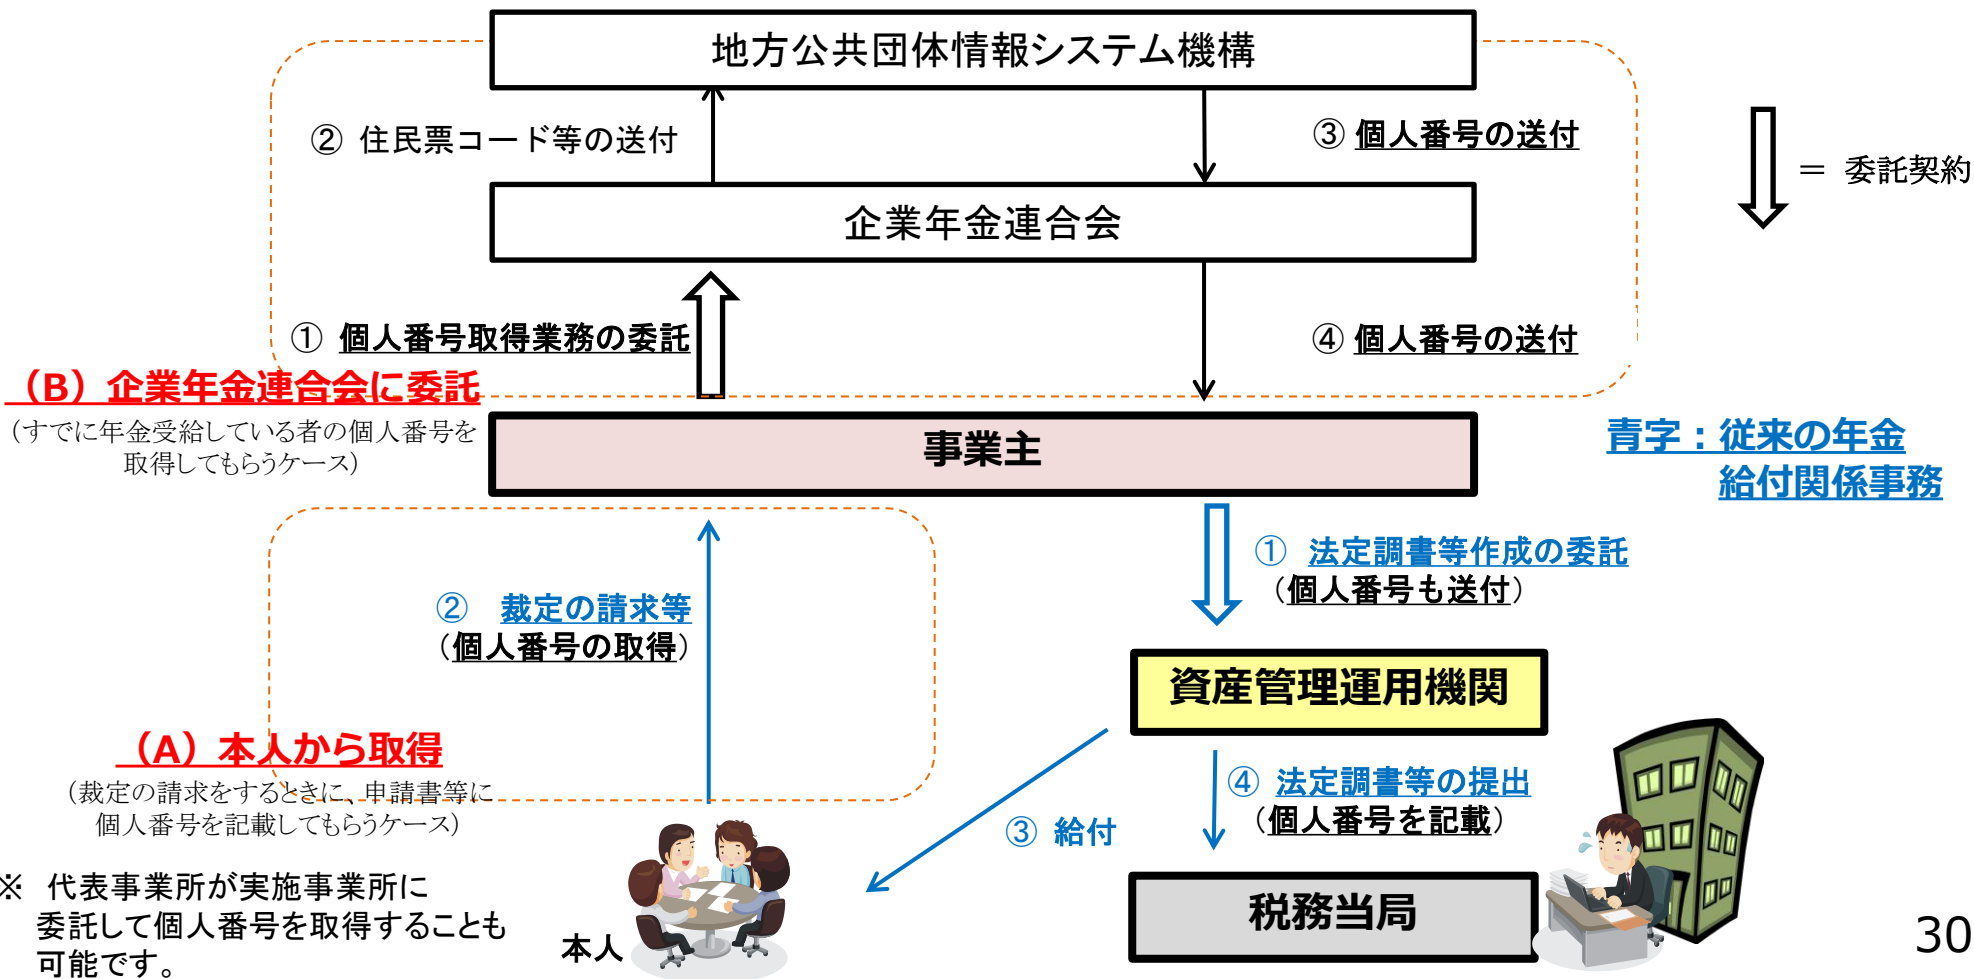 地方公共団体情報システム機構
② 住民票コード等の送付
③ 個人番号の送付
= 委託契約
企業年金連合会
① 個人番号取得業務の委託
④ 個人番号の送付
（B）企業年金連合会に委託
（すでに年金受給している者の個人番号を
取得してもらうケース）
事業主
青字：従来の年金
給付関係事務
① 法定調書等作成の委託
（個人番号も送付）
② 裁定の請求等
（個人番号の取得）
資産管理運用機関
（A）本人から取得
（裁定の請求をするときに、申請書等に
個人番号を記載してもらうケース）
③ 給付
④ 法定調書等の提出
（個人番号を記載）
※ 代表事業所が実施事業所に
委託して個人番号を取得することも
可能です。
本人
税務当局
30